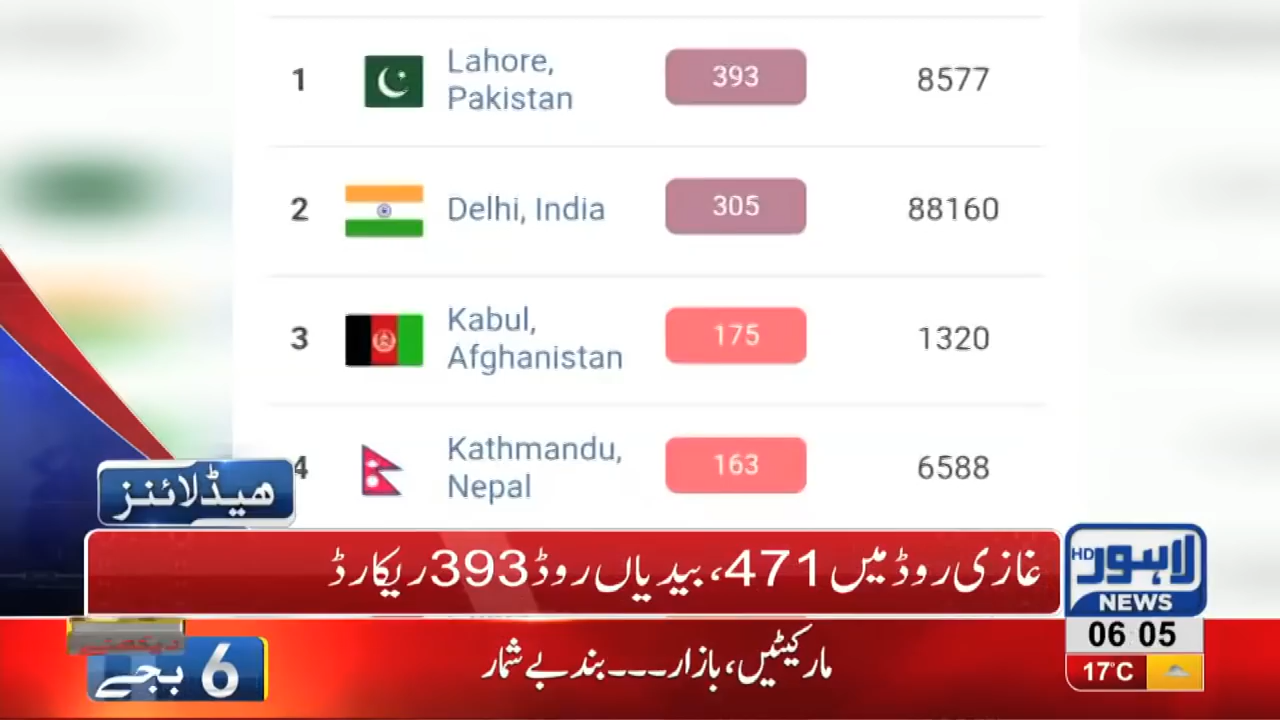 1 Lahore, Pakistan 393 8577
2 Delhi, India 305 88160
3 Kabul, Afghanistan 175 1320
4 Kathmandu, Nepal 163 6588
ھیڈلائنز
غازی روڈ میں 471، بیدیاں روڈ 393 ریکارڈ
لاہور HD
NEWS
06 05
17°C
دیکھئے
6 بجے
مارکیٹیں، بازار۔۔۔ بند بے شمار